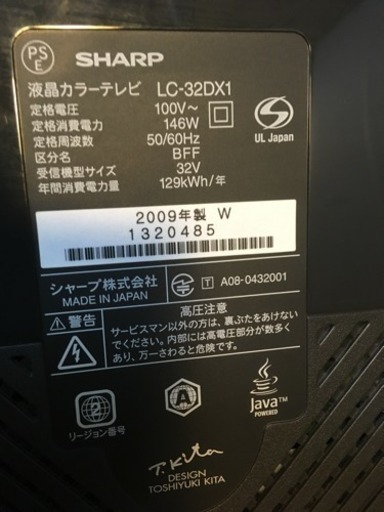 PS
E
SHARP
液晶カラーテレビ LC-32DX1
定格電圧 100V～
定格消費電力 146W
定格周波数 50/60Hz
区分名 BFF
受信機型サイズ 32V
年間消費電力量 129kWh/年
UL Japan
2009年製 W
1320485
シャープ株式会社
MADE IN JAPAN
T A08-0432001
警告
高圧注意
サービスマン以外の方は、裏ぶたをあけない
でください。内部には高電圧部分が数多く
あり、万一さわると危険です。
2
リージョン番号
A
Java™
POWERED
T. Kita
DESIGN
TOSHIYUKI KITA